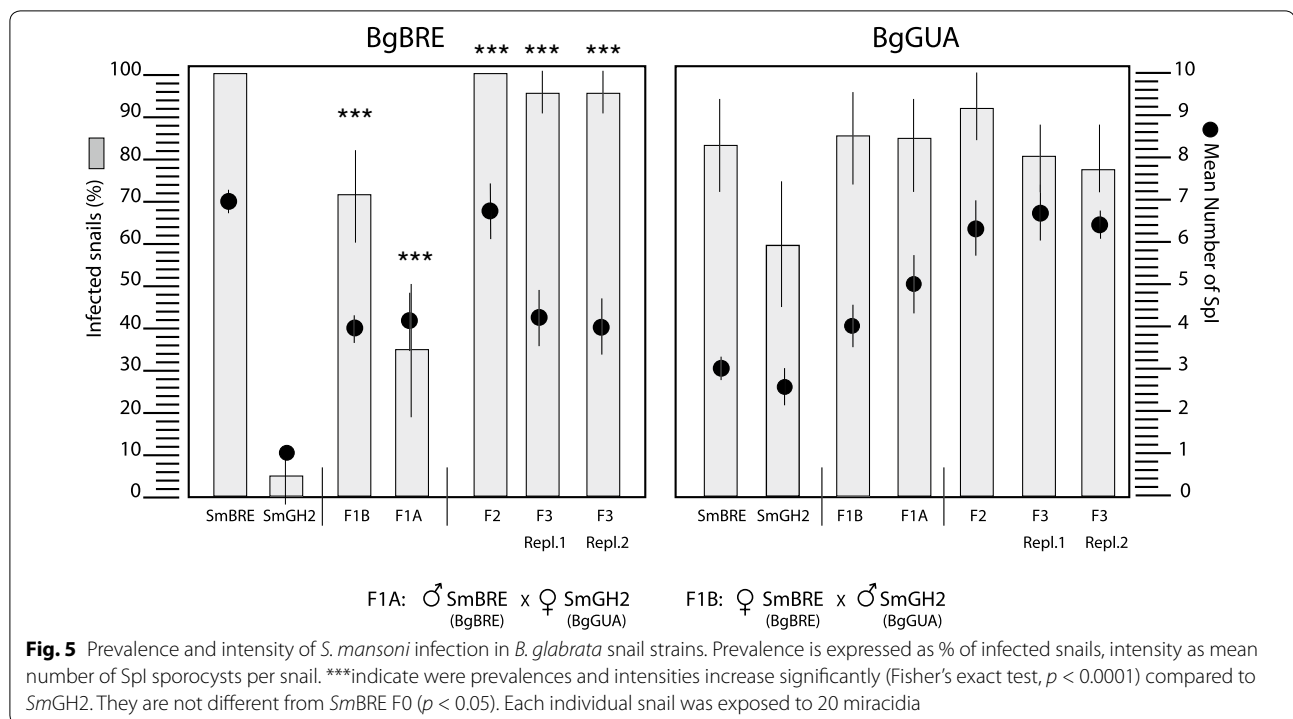 BgBRE BgGUA
*** *** ***
100 10
90 9
*** 
80 8
70 7
60 6
***
50 5
40 4
30 3
20 2
10 1
0 0
Infected snails (%)
Mean Number of SpI
SmBRE SmGH2 F1B F1A F2 F3 F3 SmBRE SmGH2 F1B F1A F2 F3 F3
Repl.1 Repl.2 Repl.1 Repl.2
F1A: ♂ SmBRE x ♀ SmGH2 F1B: ♀ SmBRE x ♂ SmGH2
(BgBRE) (BgGUA) (BgBRE) (BgGUA)
Fig. 5 Prevalence and intensity of S. mansoni infection in B. glabrata snail strains. Prevalence is expressed as % of infected snails, intensity as mean
number of SpI sporocysts per snail. ***indicate were prevalences and intensities increase significantly (Fisher's exact test, p < 0.0001) compared to
SmGH2. They are not different from SmBRE F0 (p < 0.05). Each individual snail was exposed to 20 miracidia